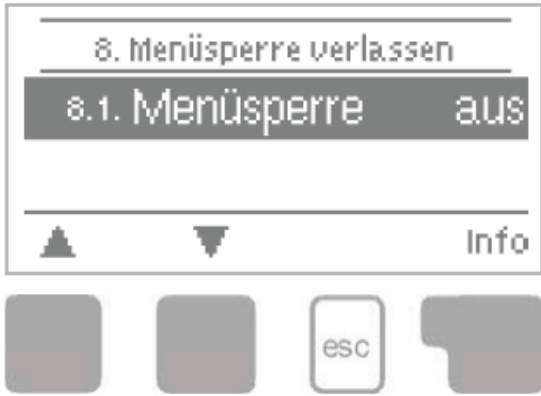 8. Menüsperre verlassen
8.1. Menüsperre aus
Info
esc